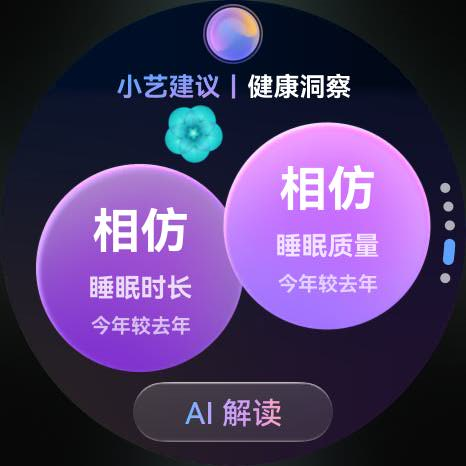 小艺建议 | 健康洞察
相仿
睡眠时长
今年较去年
相仿
睡眠质量
今年较去年
AI 解读